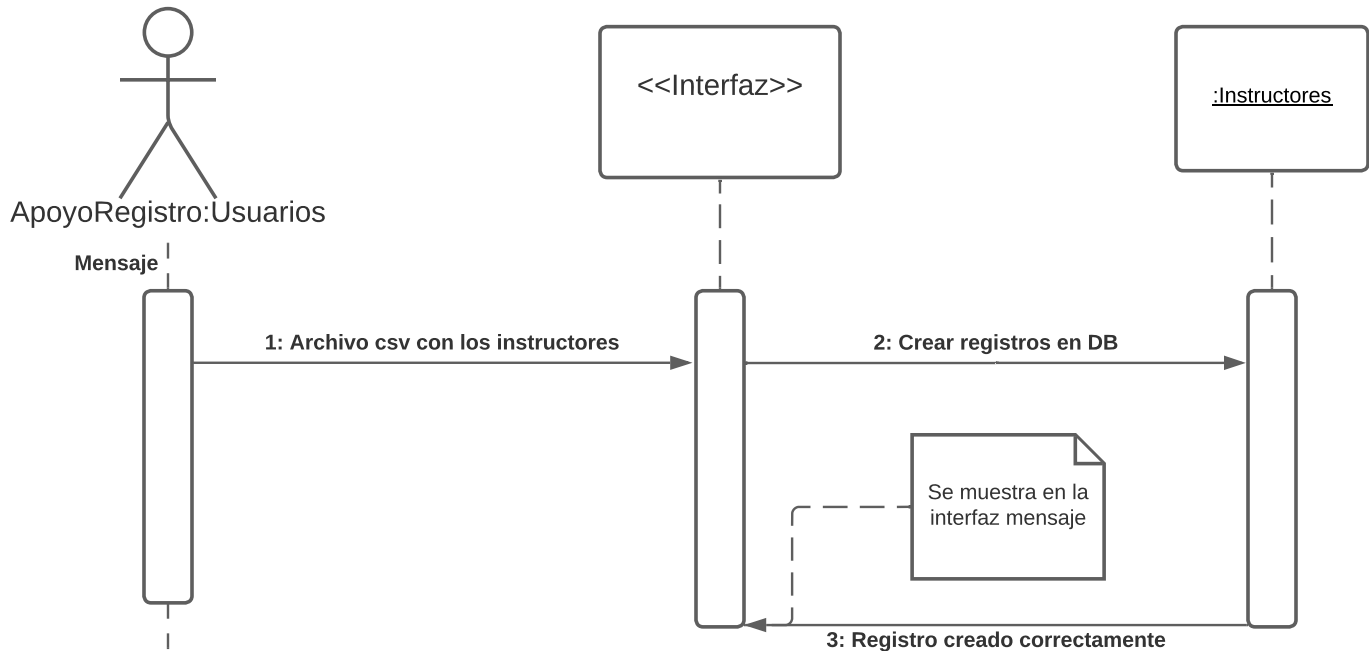 <<Interfaz>>
:Instructores
ApoyoRegistro:Usuarios
Mensaje
1: Archivo csv con los instructores
2: Crear registros en DB
Se muestra en la
interfaz mensaje
3: Registro creado correctamente